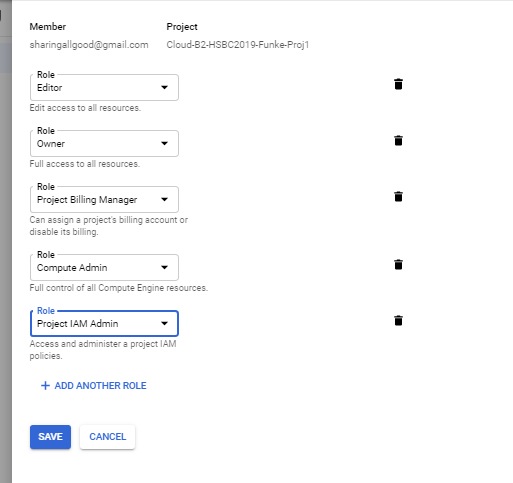 Member Project
sharingallgood@gmail.com Cloud-B2-HSBC2019-Funke-Proj1
Role
Editor
Edit access to all resources.
Role
Owner
Full access to all resources.
Role
Project Billing Manager
Can assign a project's billing account or
disable its billing.
Role
Compute Admin
Full control of all Compute Engine resources.
Role
Project IAM Admin
Access and administer a project IAM
policies.
+ ADD ANOTHER ROLE
SAVE CANCEL